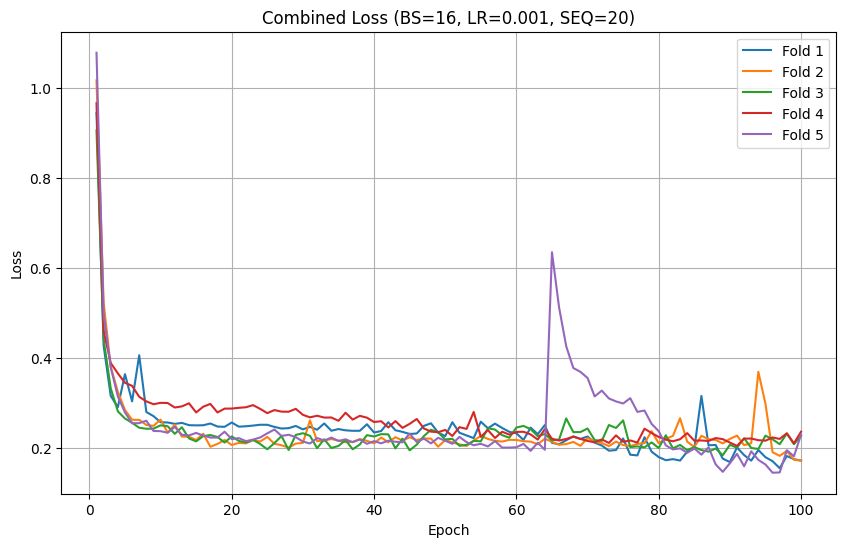 Combined Loss (BS=16, LR=0.001, SEQ=20)
Fold 1
Fold 2
Fold 3
Fold 4
Fold 5
Loss
1.0
0.8
0.6
0.4
0.2
0 20 40 60 80 100
Epoch